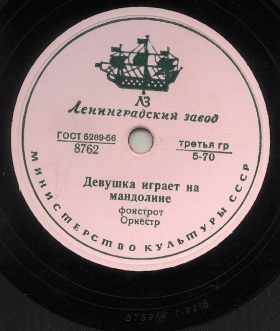 ЛЗ
Ленинградский завод
ГОСТ 5289-56
8762
третья гр
5-70
Девушка играет на
мандолине
фокстрот
Оркестр
МИНИСТЕРСТВО КУЛЬТУРЫ СССР